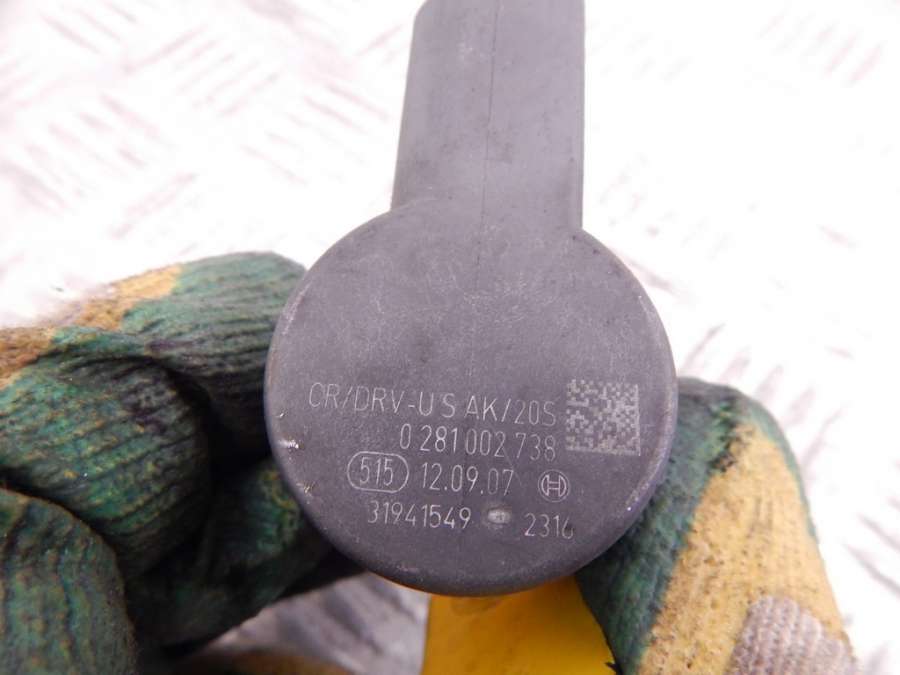 CR/DRV-U S AK/20S
0 281 002 738
515 12.09.07
31941549 2316